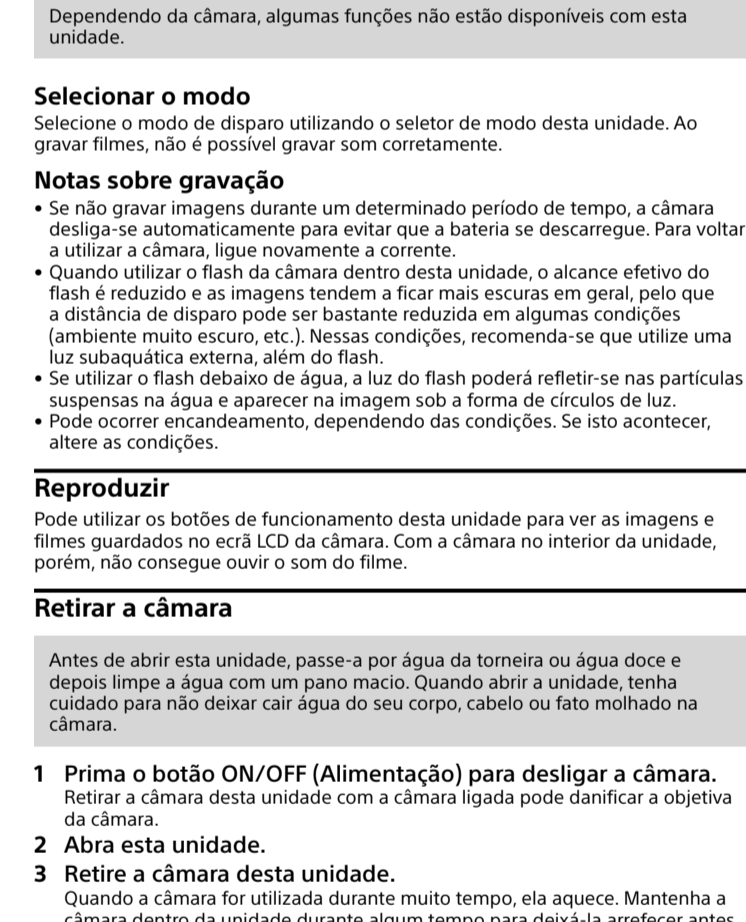 Dependendo da câmara, algumas funções não estão disponíveis com esta
unidade.
Selecionar o modo
Selecione o modo de disparo utilizando o seletor de modo desta unidade. Ao
gravar filmes, não é possível gravar som corretamente.
Notas sobre gravação
• Se não gravar imagens durante um determinado período de tempo, a câmara
desliga-se automaticamente para evitar que a bateria se descarregue. Para voltar
a utilizar a câmara, ligue novamente a corrente.
• Quando utilizar o flash da câmara dentro desta unidade, o alcance efetivo do
flash é reduzido e as imagens tendem a ficar mais escuras em geral, pelo que
a distância de disparo pode ser bastante reduzida em algumas condições
(ambiente muito escuro, etc.). Nessas condições, recomenda-se que utilize uma
luz subaquática externa, além do flash.
• Se utilizar o flash debaixo de água, a luz do flash poderá refletir-se nas partículas
suspensas na água e aparecer na imagem sob a forma de círculos de luz.
• Pode ocorrer encandeamento, dependendo das condições. Se isto acontecer,
altere as condições.
Reproduzir
Pode utilizar os botões de funcionamento desta unidade para ver as imagens e
filmes guardados no ecrã LCD da câmara. Com a câmara no interior da unidade,
porém, não consegue ouvir o som do filme.
Retirar a câmara
Antes de abrir esta unidade, passe-a por água da torneira ou água doce e
depois limpe a água com um pano macio. Quando abrir a unidade, tenha
cuidado para não deixar cair água do seu corpo, cabelo ou fato molhado na
câmara.
1 Prima o botão ON/OFF (Alimentação) para desligar a câmara.
Retirar a câmara desta unidade com a câmara ligada pode danificar a objetiva
da câmara.
2 Abra esta unidade.
3 Retire a câmara desta unidade.
Quando a câmara for utilizada durante muito tempo, ela aquece. Mantenha a
câmara dentro da unidade durante algum tempo para deixá-la arrefecer antes